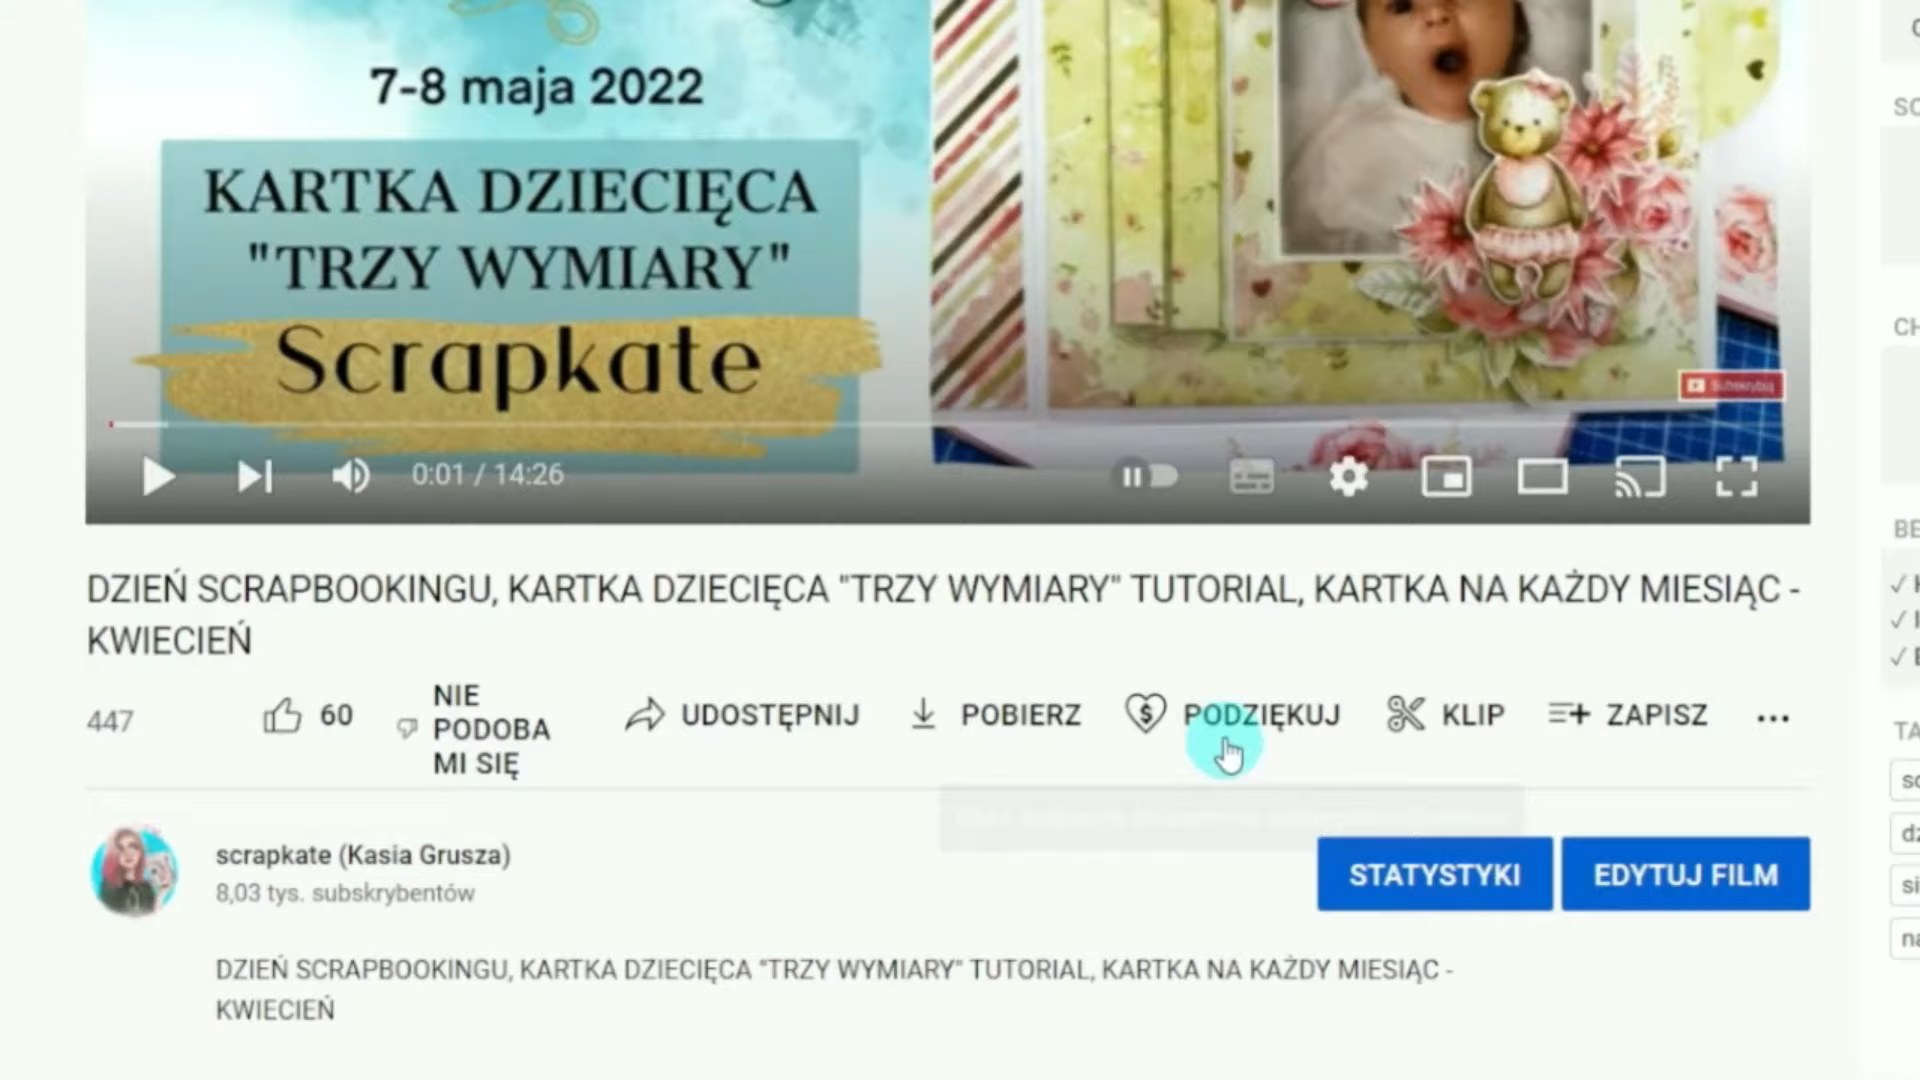 7-8 maja 2022
KARTKA DZIECIĘCA
"TRZY WYMIARY"
Scrapkate
Subskrybuj
0:01 / 14:26
DZIEŃ SCRAPBOOKINGU, KARTKA DZIECIĘCA "TRZY WYMIARY" TUTORIAL, KARTKA NA KAŻDY MIESIĄC -
KWIECIEŃ
447
60
NIE
PODOBA
MI SIĘ
UDOSTĘPNIJ
POBIERZ
PODZIĘKUJ
KLIP
ZAPISZ
scrapkate (Kasia Grusza)
8,03 tys. subskrybentów
STATYSTYKI
EDYTUJ FILM
DZIEŃ SCRAPBOOKINGU, KARTKA DZIECIĘCA "TRZY WYMIARY" TUTORIAL, KARTKA NA KAŻDY MIESIĄC -
KWIECIEŃ